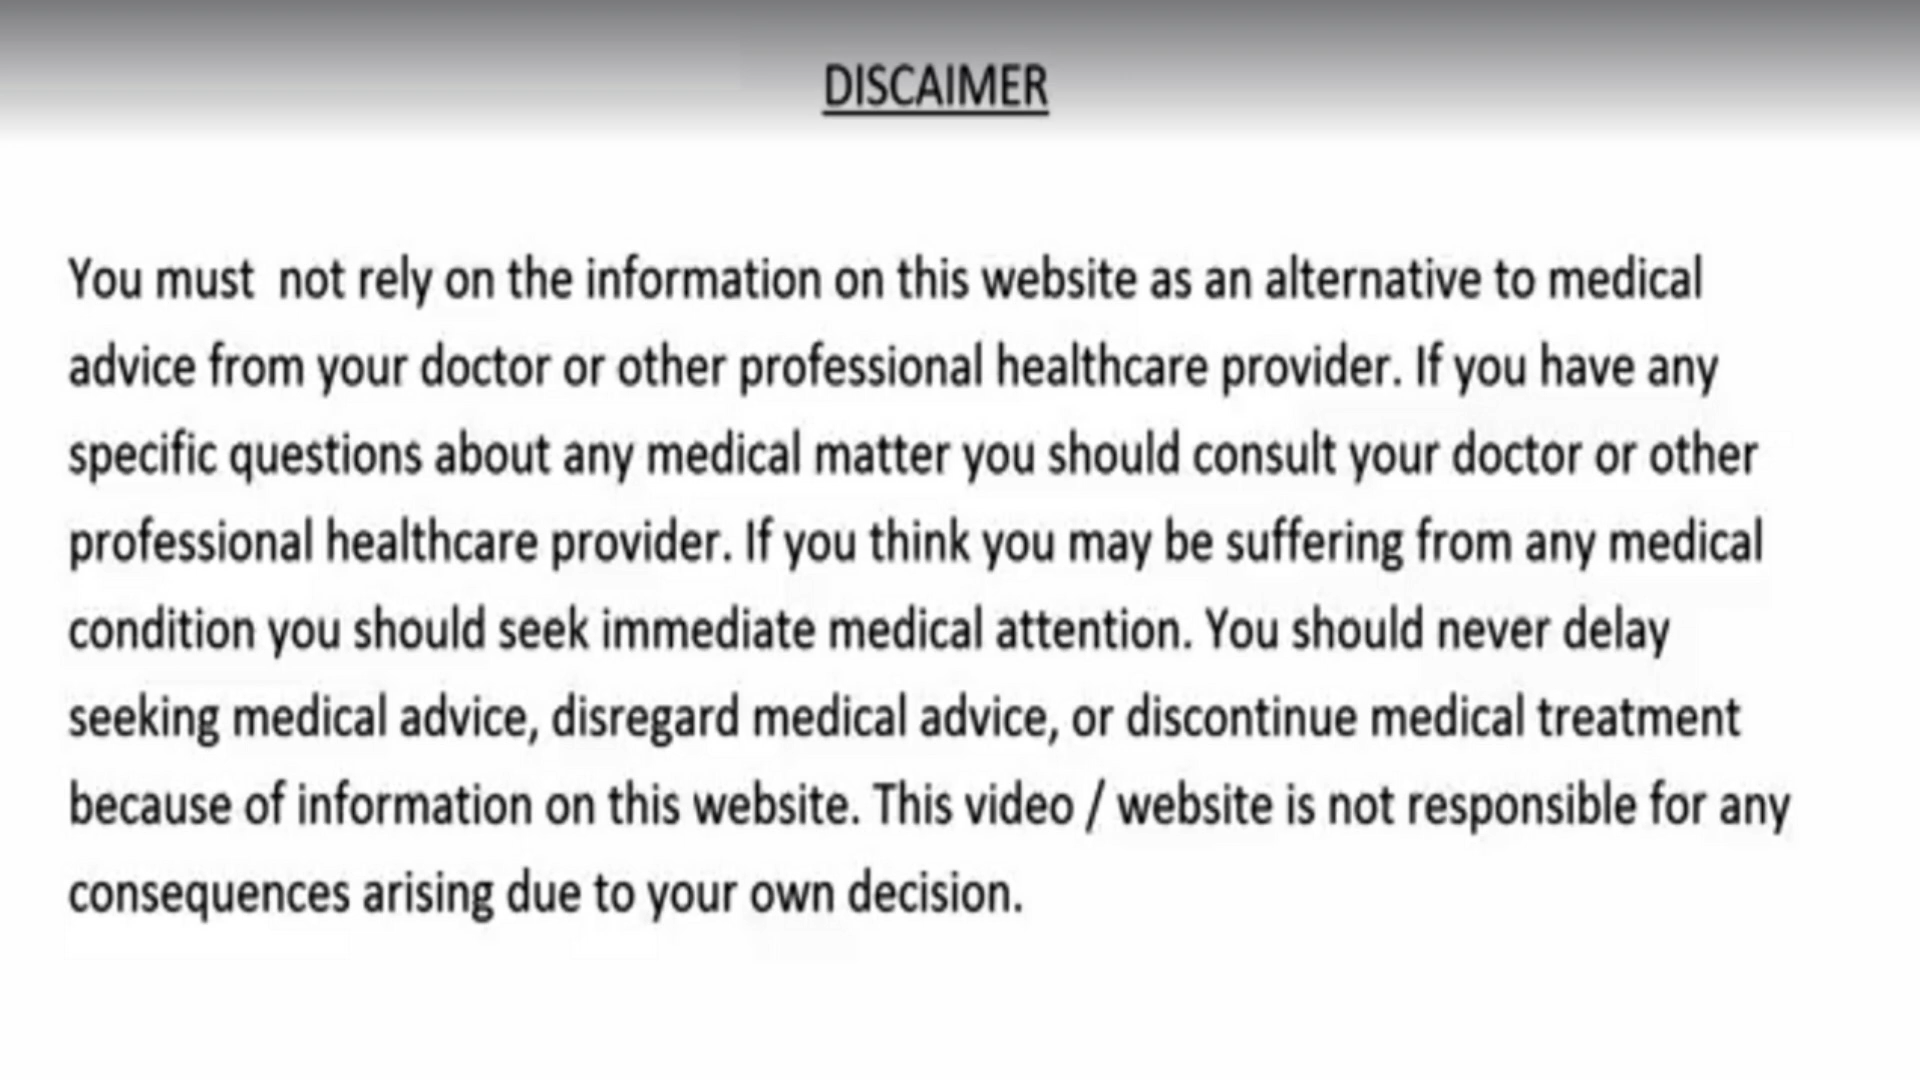 DISCAIMER
You must  not rely on the information on this website as an alternative to medical
advice from your doctor or other professional healthcare provider. If you have any
specific questions about any medical matter you should consult your doctor or other
professional healthcare provider. If you think you may be suffering from any medical
condition you should seek immediate medical attention. You should never delay
seeking medical advice, disregard medical advice, or discontinue medical treatment
because of information on this website. This video / website is not responsible for any
consequences arising due to your own decision.